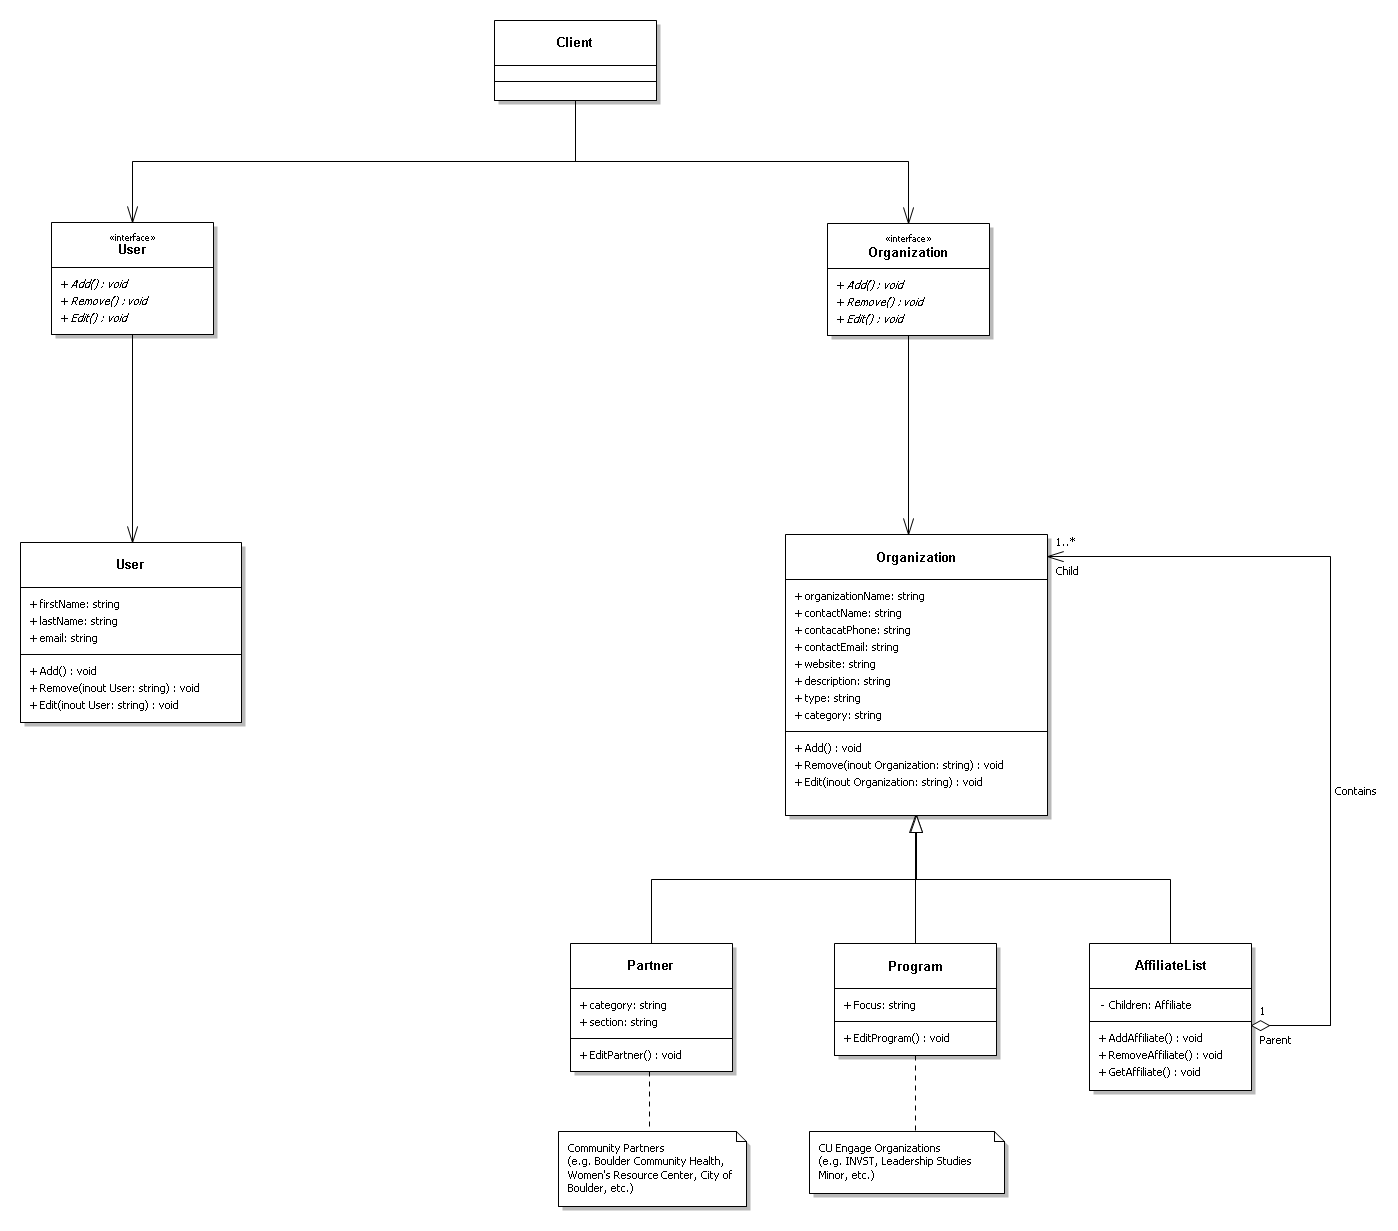 Client
«interface»
User
+ Add() : void
+ Remove() : void
+ Edit() : void
«interface»
Organization
+ Add() : void
+ Remove() : void
+ Edit() : void
User
+ firstName: string
+ lastName: string
+ email: string
+ Add() : void
+ Remove(inout User: string) : void
+ Edit(inout User: string) : void
Organization
+ organizationName: string
+ contactName: string
+ contacatPhone: string
+ contactEmail: string
+ website: string
+ description: string
+ type: string
+ category: string
+ Add() : void
+ Remove(inout Organization: string) : void
+ Edit(inout Organization: string) : void
1..*
Child
Contains
Partner
+ category: string
+ section: string
+ EditPartner() : void
Program
+ Focus: string
+ EditProgram() : void
AffiliateList
- Children: Affiliate
+ AddAffiliate() : void
+ RemoveAffiliate() : void
+ GetAffiliate() : void
1
Parent
Community Partners
(e.g. Boulder Community Health,
Women's Resource Center, City of
Boulder, etc.)
CU Engage Organizations
(e.g. INVST, Leadership Studies
Minor, etc.)